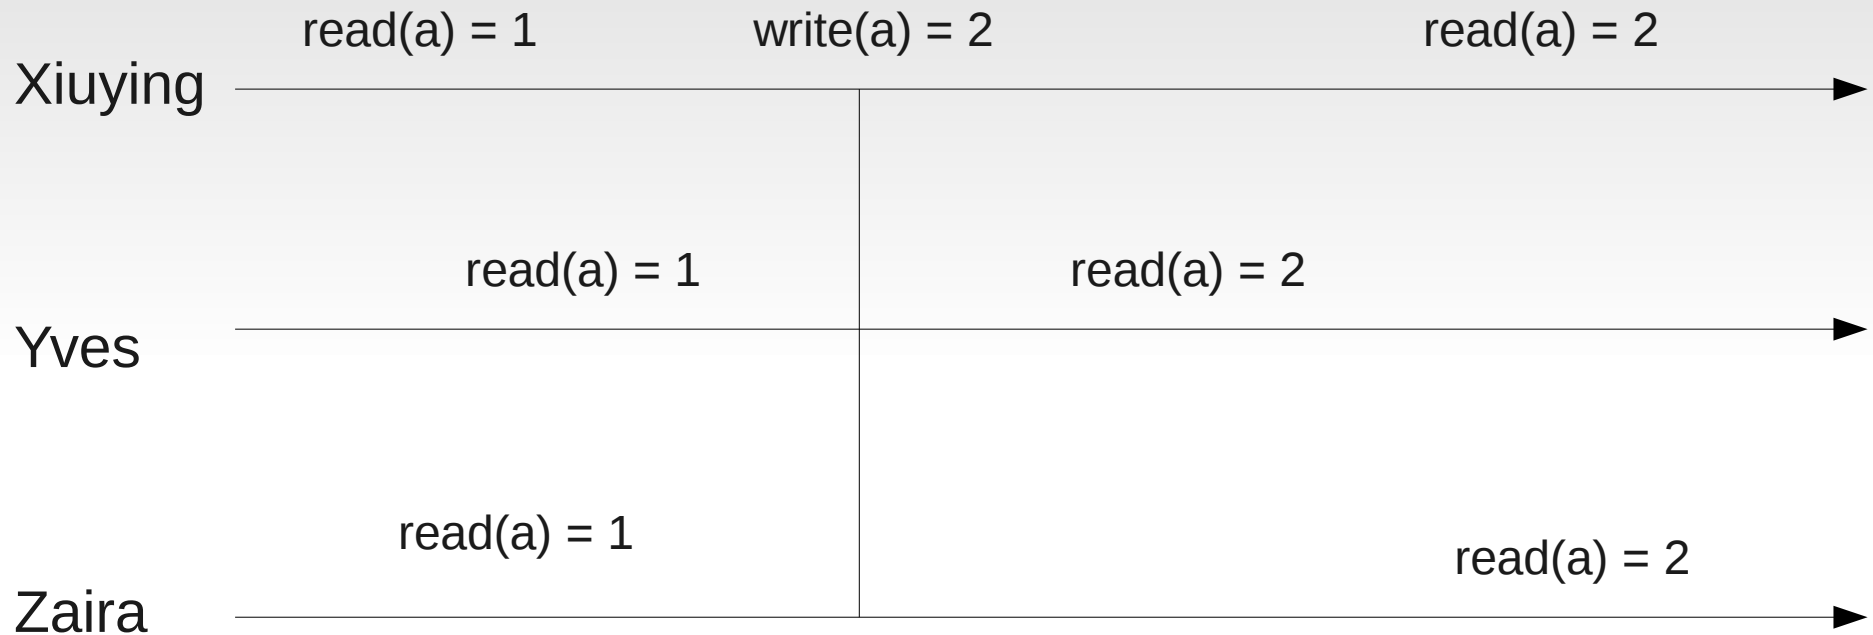 read(a) = 1 write(a) = 2 read(a) = 2
Xiuying
read(a) = 1 read(a) = 2
Yves
read(a) = 1 read(a) = 2
Zaira